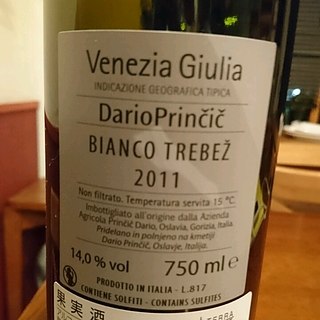 Venezia Giulia
INDICAZIONE GEOGRAFICA TIPICA
DarioPrinčič
BIANCO TREBEŽ
2011
Non filtrato. Temperatura servita 15 °C.
Imbottigliato all'origine dalla Azienda
Agricola Prinčič Dario, Oslavia, Gorizia, Italia.
Pridelano in polnjeno na kmetiji
Dario Prinčič, Oslavje, Italija.
14,0 % vol 750 ml e
PRODOTTO IN ITALIA - L.817
CONTIENE SOLFITI - CONTAINS SULFITES
果実酒
TERRA